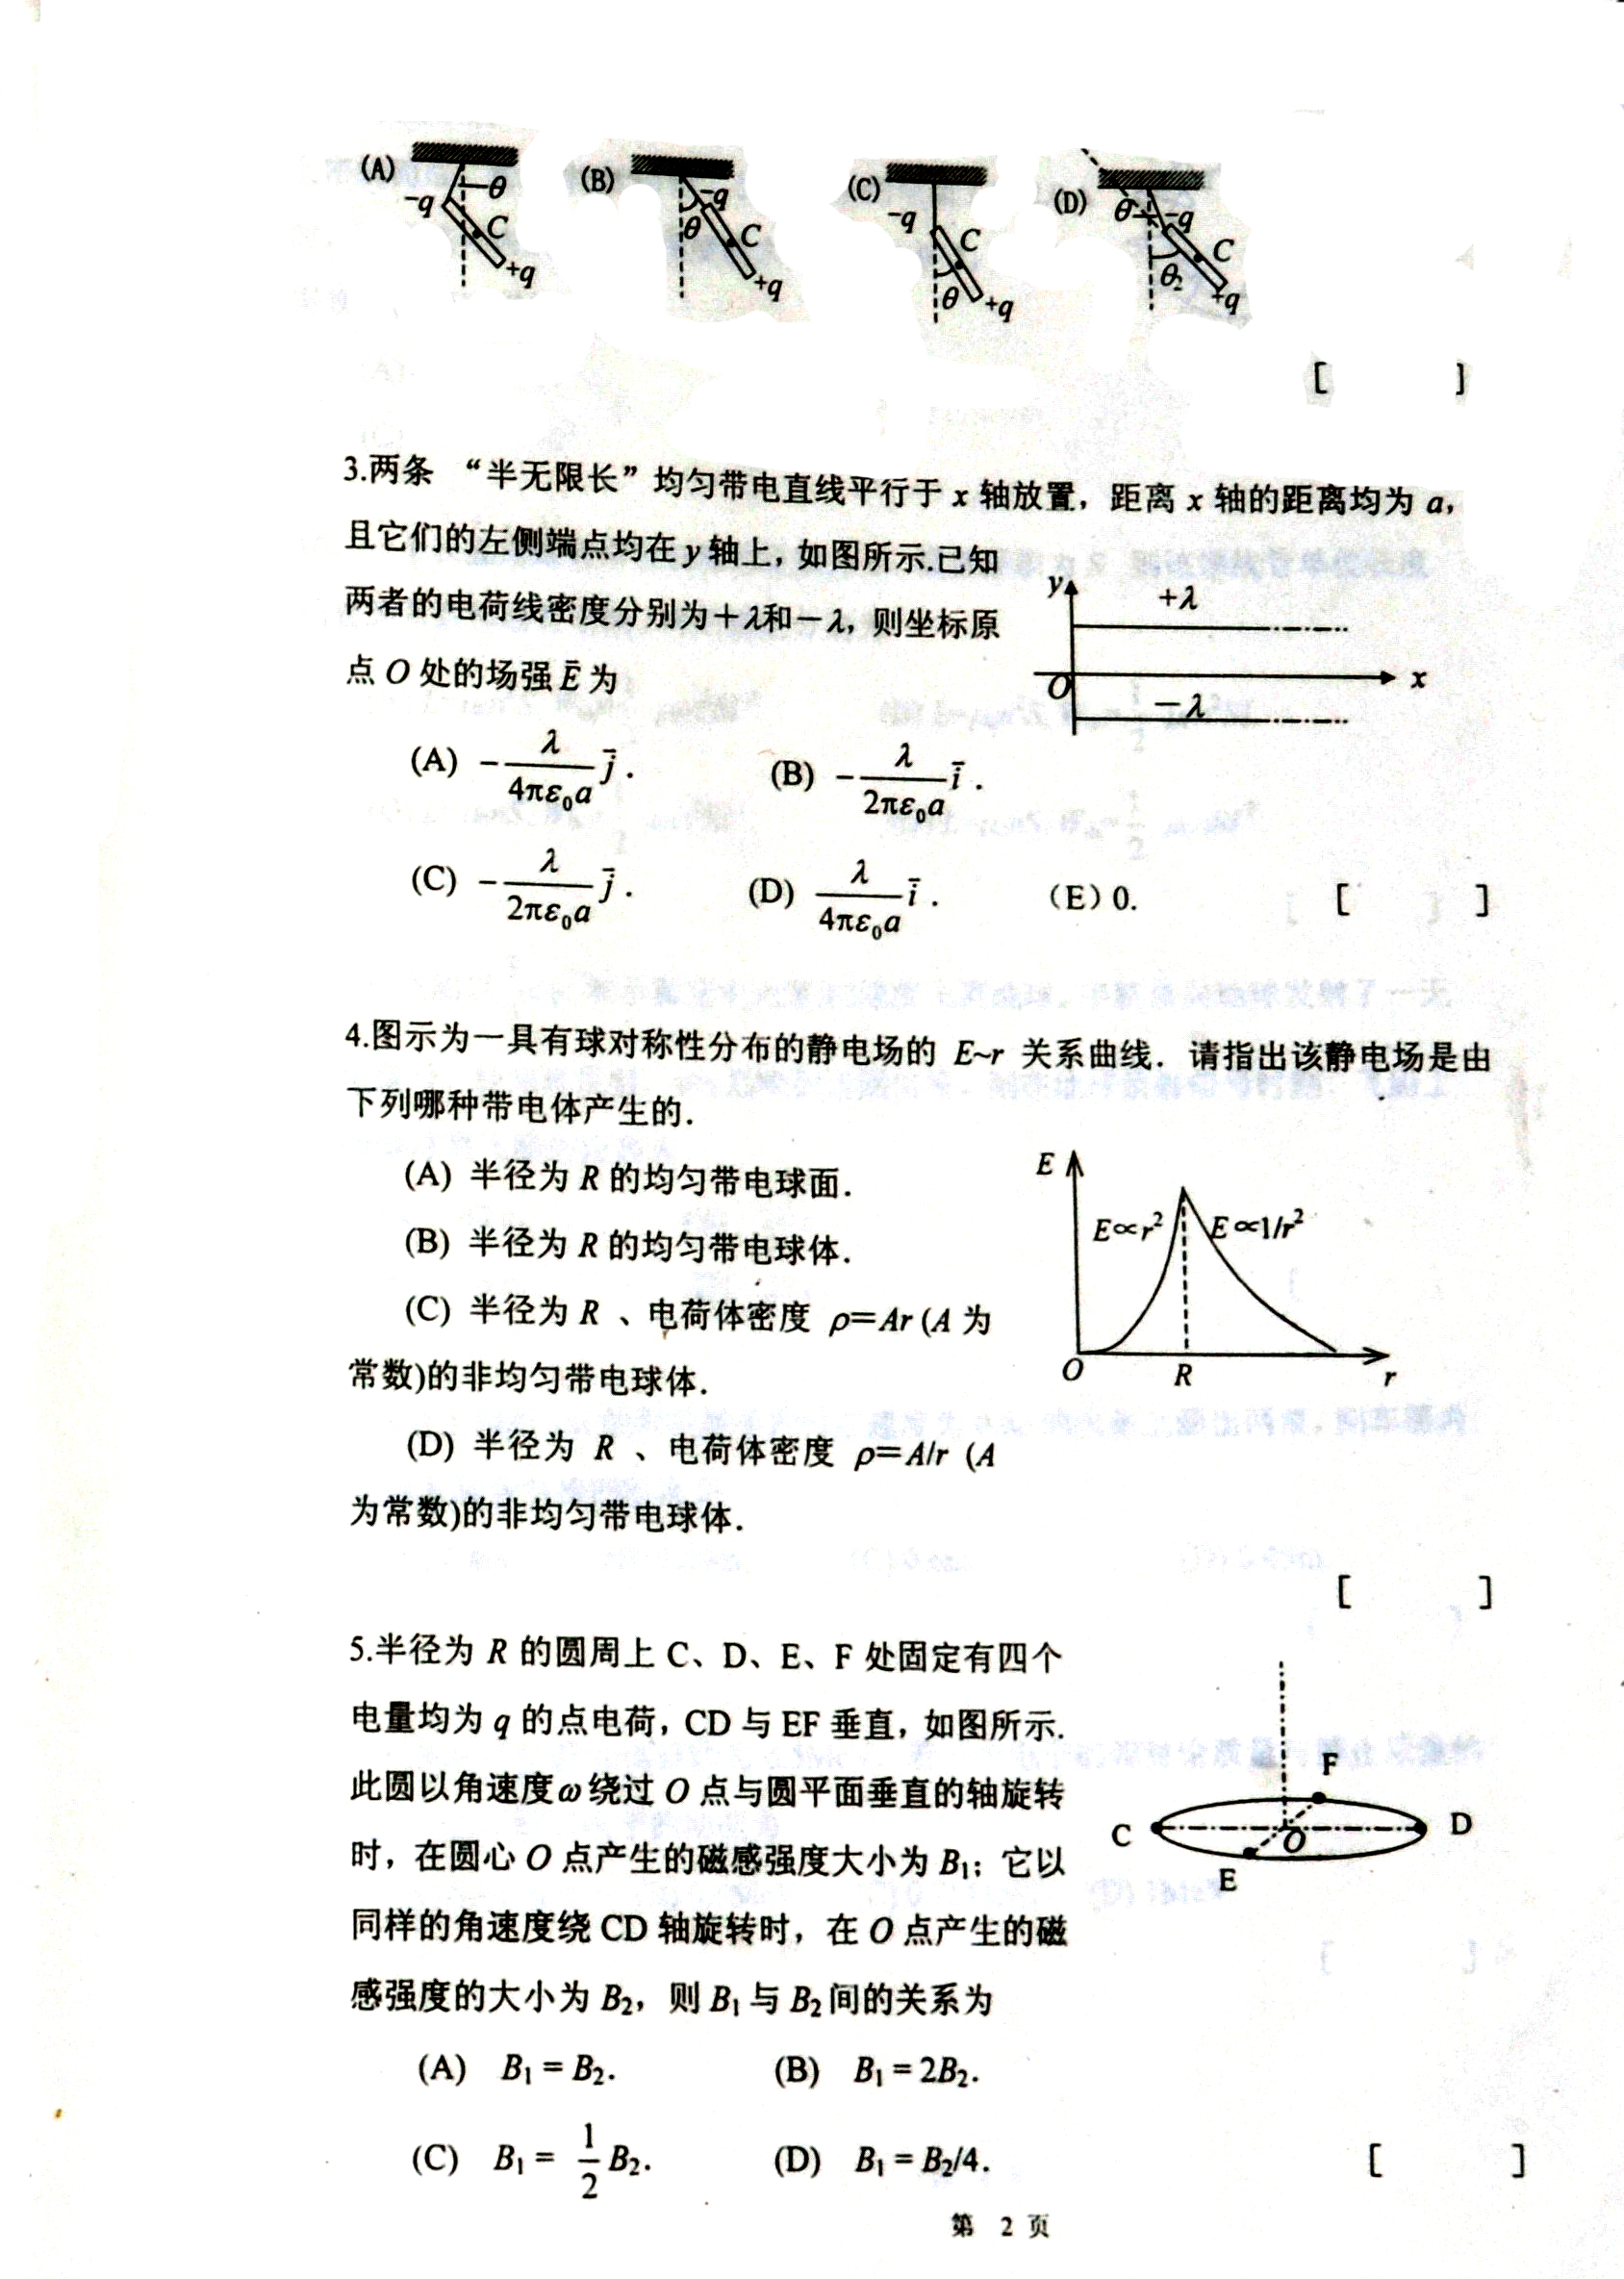 (A) θ -q C +q (B) -q θ C +q (C) -q C θ +q (D) θ -q C θ₂ +q
[ ]
3.两条 “半无限长”均匀带电直线平行于 x 轴放置，距离 x 轴的距离均为 a，
且它们的左侧端点均在 y 轴上，如图所示.已知
两者的电荷线密度分别为＋λ和－λ，则坐标原
点 O 处的场强 E⃗ 为
y +λ
O x
－λ
(A) -λ/(4πε₀a) j⃗ . (B) -λ/(2πε₀a) i⃗ .
(C) -λ/(2πε₀a) j⃗ . (D) λ/(4πε₀a) i⃗ . （E）0. [ ]
4.图示为一具有球对称性分布的静电场的 E~r 关系曲线．请指出该静电场是由
下列哪种带电体产生的.
(A) 半径为 R 的均匀带电球面．
(B) 半径为 R 的均匀带电球体．
(C) 半径为 R 、电荷体密度 ρ＝Ar (A 为
常数)的非均匀带电球体．
(D) 半径为 R 、电荷体密度 ρ＝A/r (A
为常数)的非均匀带电球体．
E
E∝r² E∝1/r²
O R r
[ ]
5.半径为 R 的圆周上 C、D、E、F 处固定有四个
电量均为 q 的点电荷，CD 与 EF 垂直，如图所示.
此圆以角速度ω绕过 O 点与圆平面垂直的轴旋转
时，在圆心 O 点产生的磁感强度大小为 B₁；它以
同样的角速度绕 CD 轴旋转时，在 O 点产生的磁
感强度的大小为 B₂，则 B₁ 与 B₂ 间的关系为
F
C O D
E
(A) B₁ = B₂. (B) B₁ = 2B₂.
(C) B₁ = 1/2 B₂. (D) B₁ = B₂/4. [ ]
第 2 页